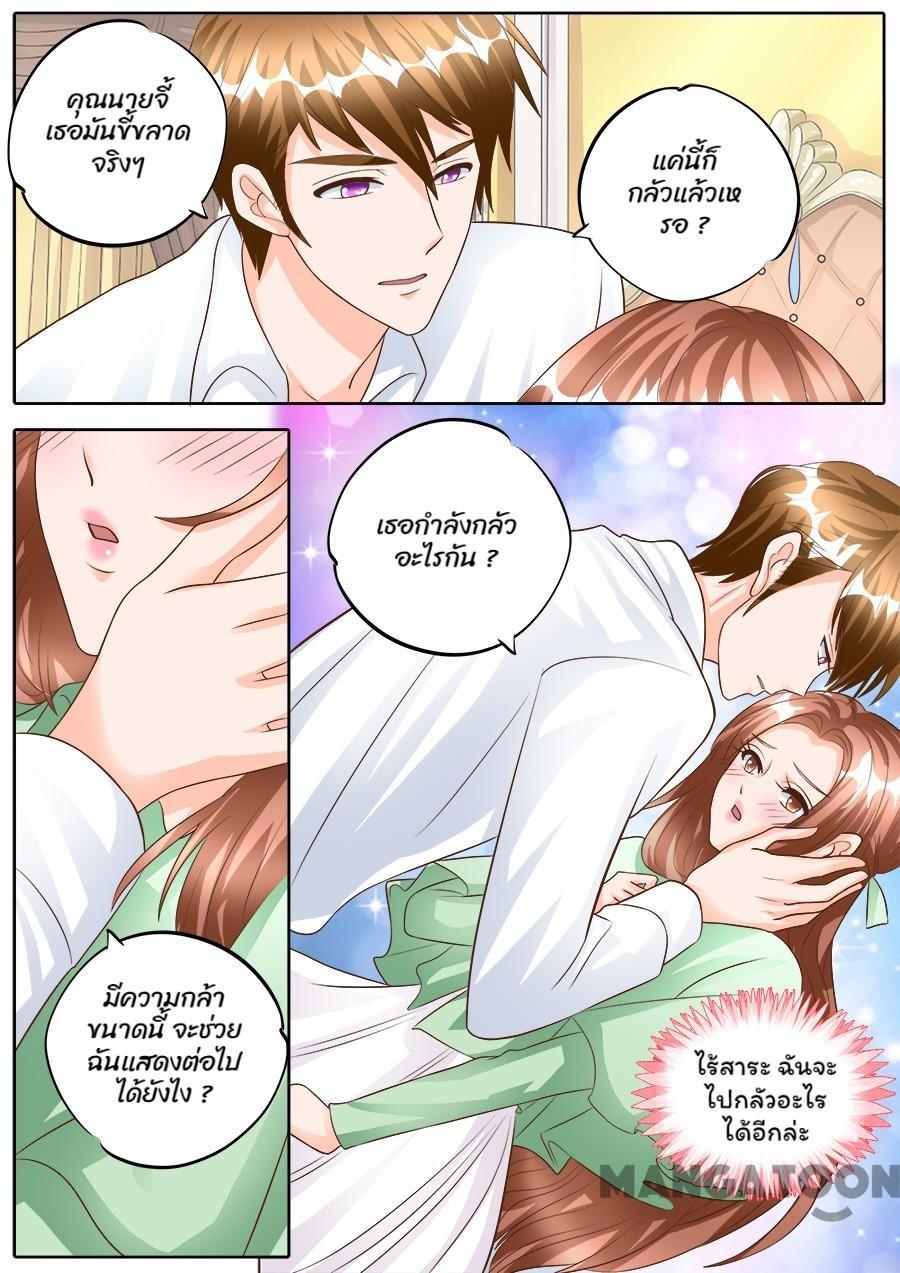 คุณนายจี้
เธอมันขี้ขลาด
จริงๆ
แค่นี้ก็
กลัวแล้วเห
รอ ?
เธอกำลังกลัว
อะไรกัน ?
มีความกล้า
ขนาดนี้ จะช่วย
ฉันแสดงต่อไป
ได้ยังไง ?
ไร้สาระ ฉันจะ
ไปกลัวอะไร
ได้อีกล่ะ
MANGATOON